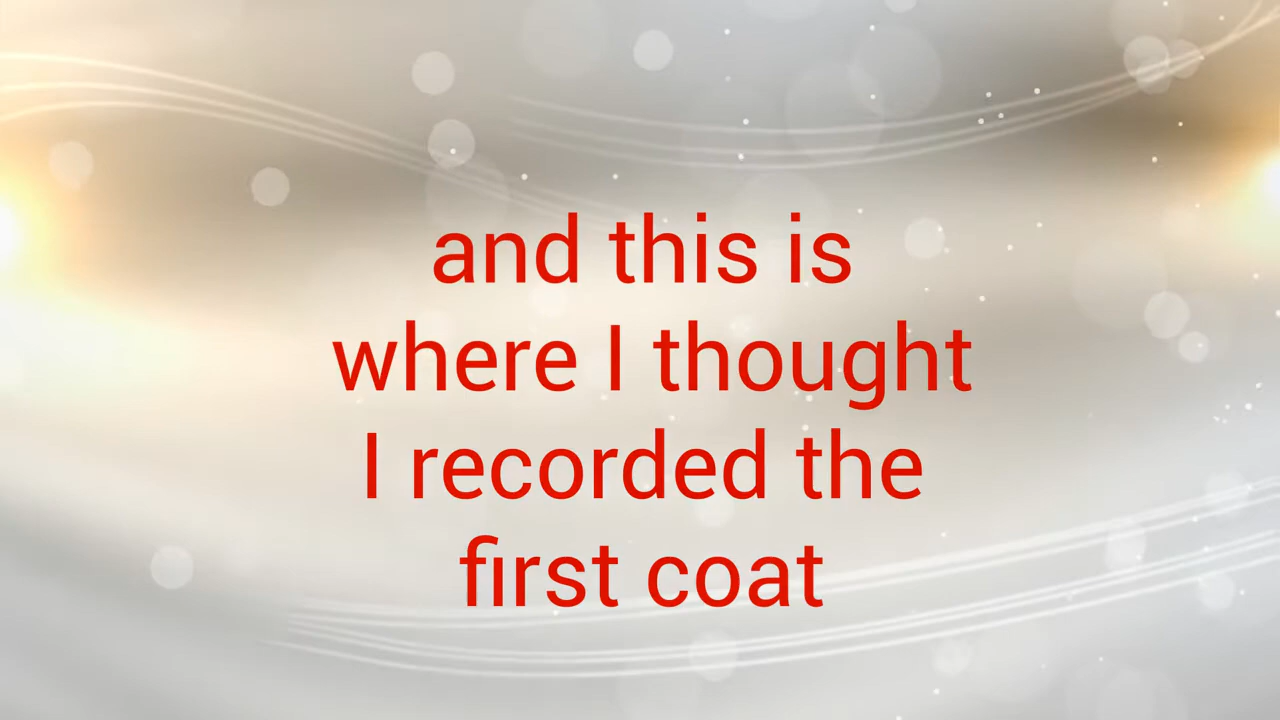 and this is
where I thought
I recorded the
first coat